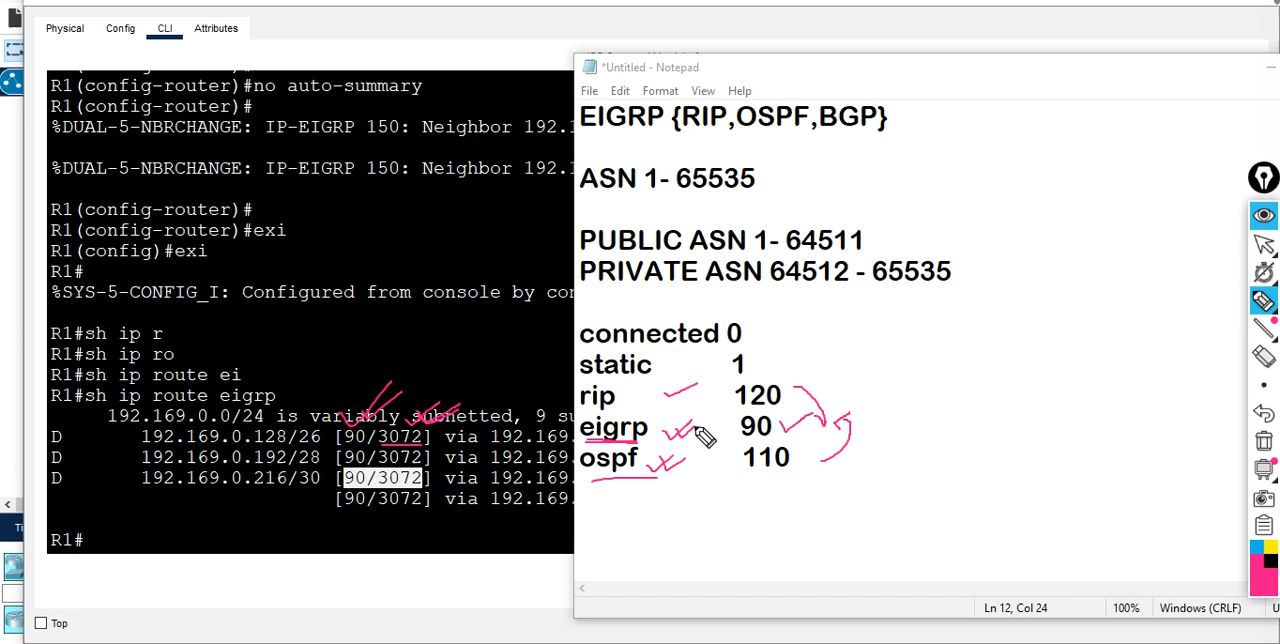 Physical Config CLI Attributes
R1(config-router)#no auto-summary
R1(config-router)#
%DUAL-5-NBRCHANGE: IP-EIGRP 150: Neighbor 192.1
%DUAL-5-NBRCHANGE: IP-EIGRP 150: Neighbor 192.1
R1(config-router)#
R1(config-router)#exi
R1(config)#exi
R1#
%SYS-5-CONFIG_I: Configured from console by con
R1#sh ip r
R1#sh ip ro
R1#sh ip route ei
R1#sh ip route eigrp
192.169.0.0/24 is variably subnetted, 9 su
D 192.169.0.128/26 [90/3072] via 192.169.
D 192.169.0.192/28 [90/3072] via 192.169.
D 192.169.0.216/30 [90/3072] via 192.169.
[90/3072] via 192.169.
R1#
Top
*Untitled - Notepad
File Edit Format View Help
EIGRP {RIP,OSPF,BGP}
ASN 1- 65535
PUBLIC ASN 1- 64511
PRIVATE ASN 64512 - 65535
connected 0
static 1
rip 120
eigrp 90
ospf 110
Ln 12, Col 24 100% Windows (CRLF) U